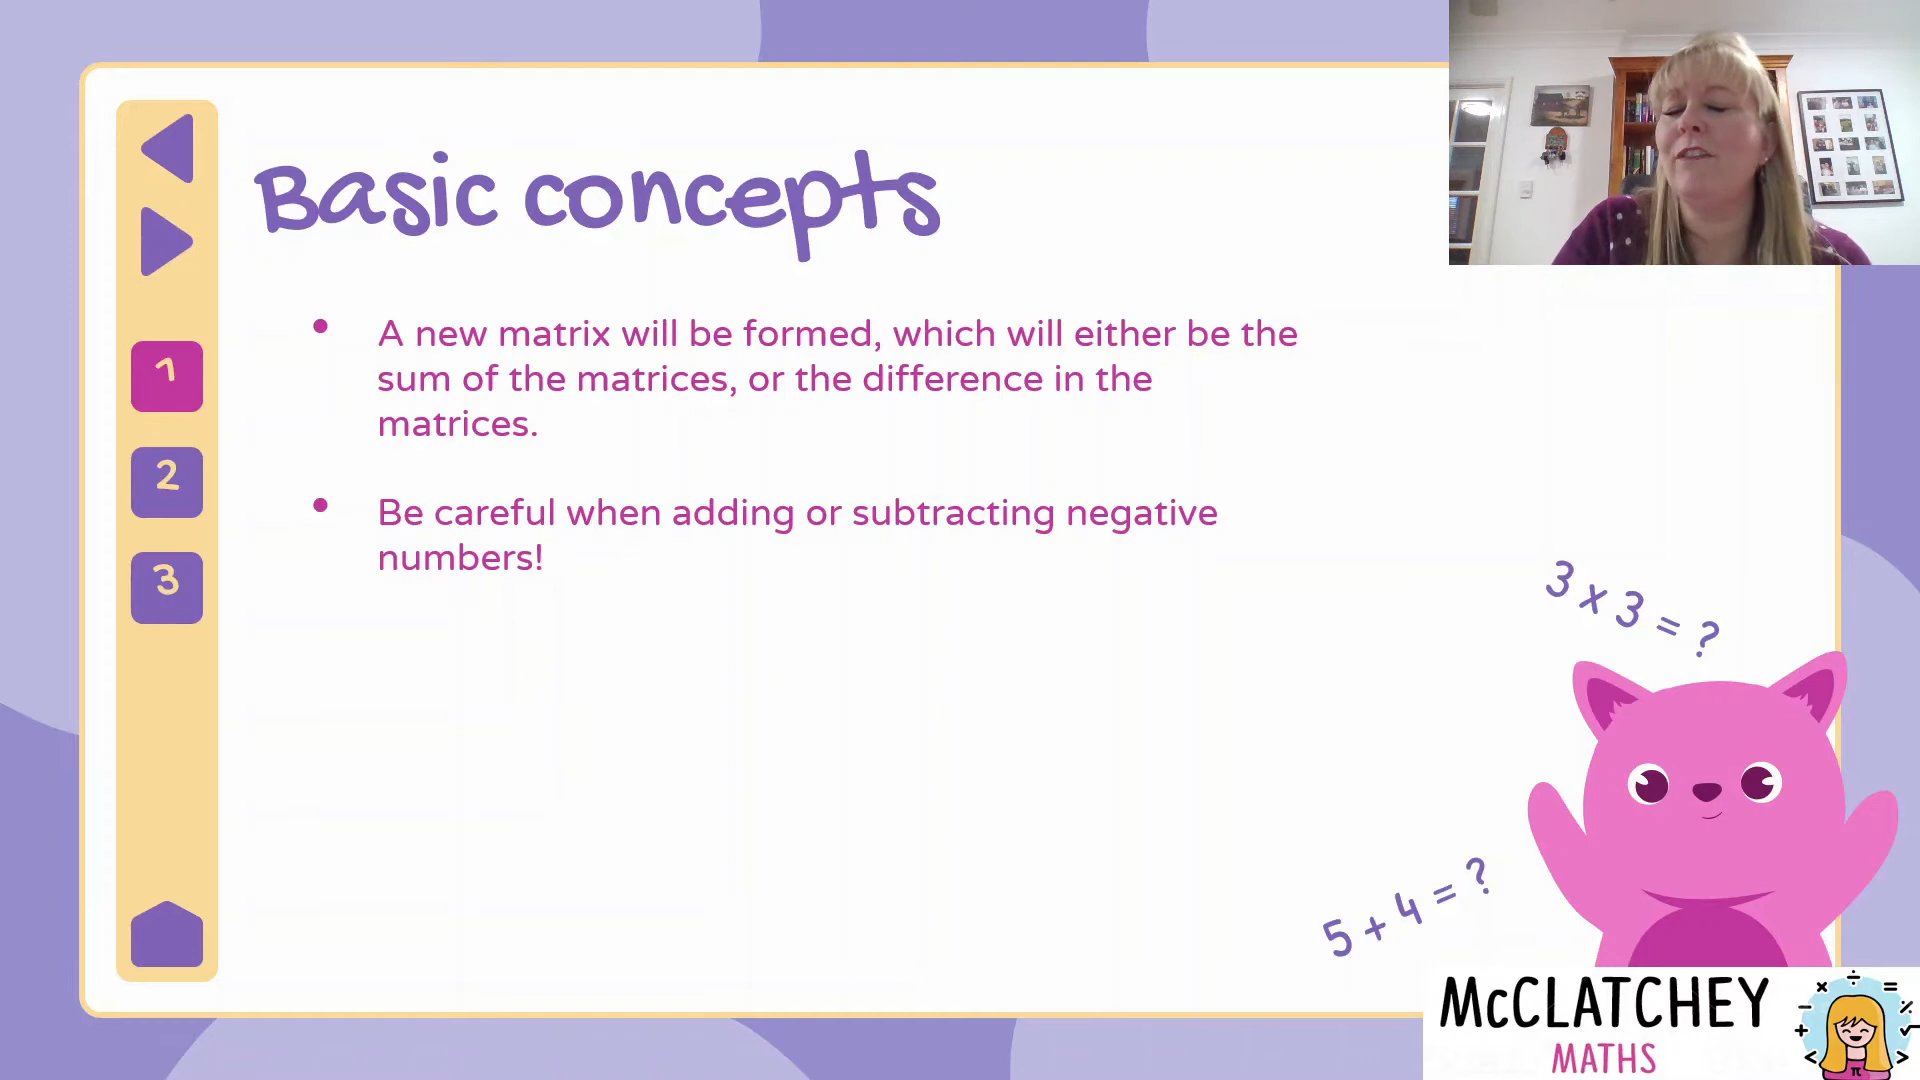 Basic concepts
1
2
3
• A new matrix will be formed, which will either be the
sum of the matrices, or the difference in the
matrices.
• Be careful when adding or subtracting negative
numbers!
3 x 3 = ?
5 + 4 = ?
McCLATCHEY
MATHS
× ÷ =
− %
+ √
< π >